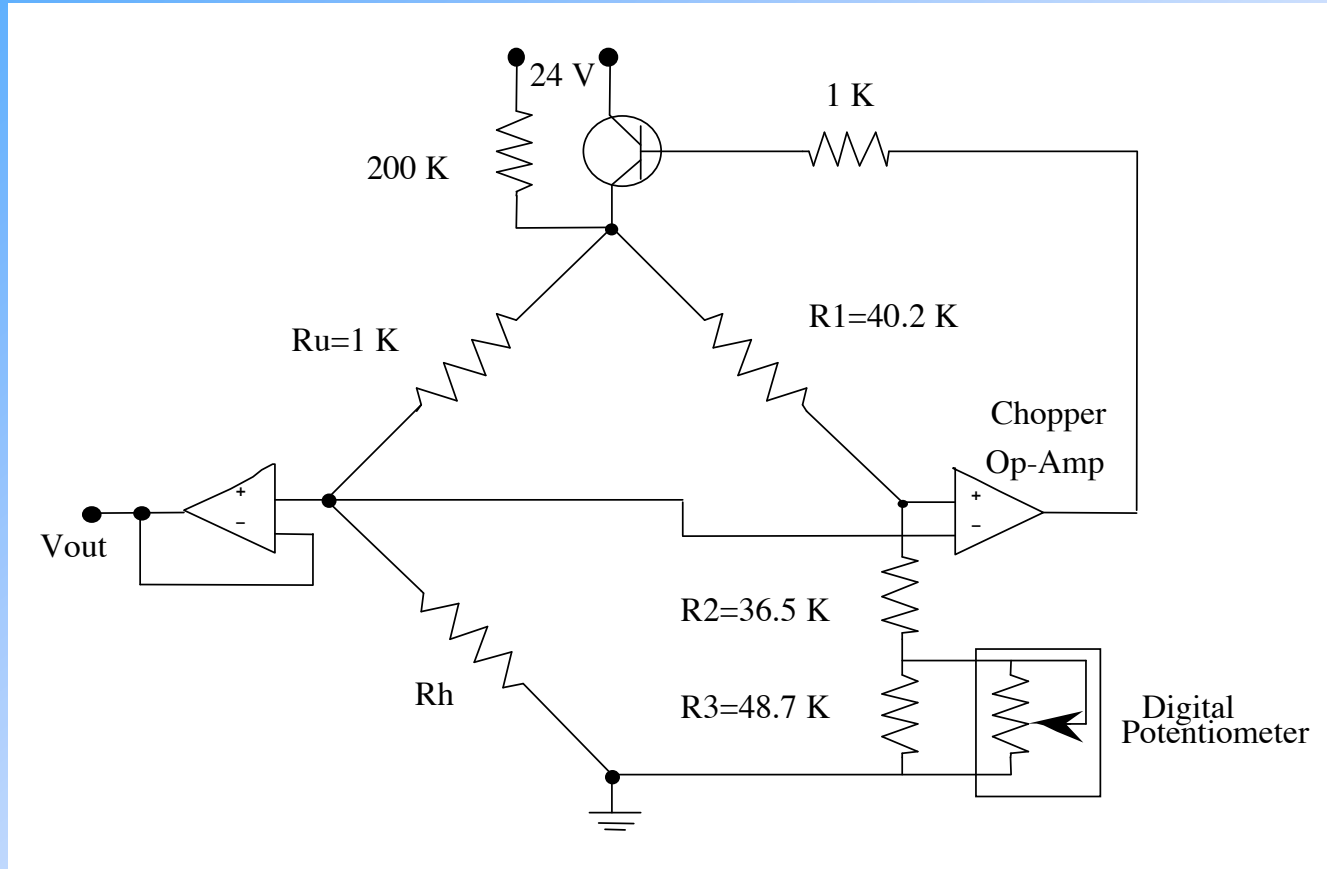 24 V
1 K
200 K
Ru=1 K
R1=40.2 K
Chopper
Op-Amp
+
−
+
−
Vout
R2=36.5 K
Rh
R3=48.7 K
Digital
Potentiometer